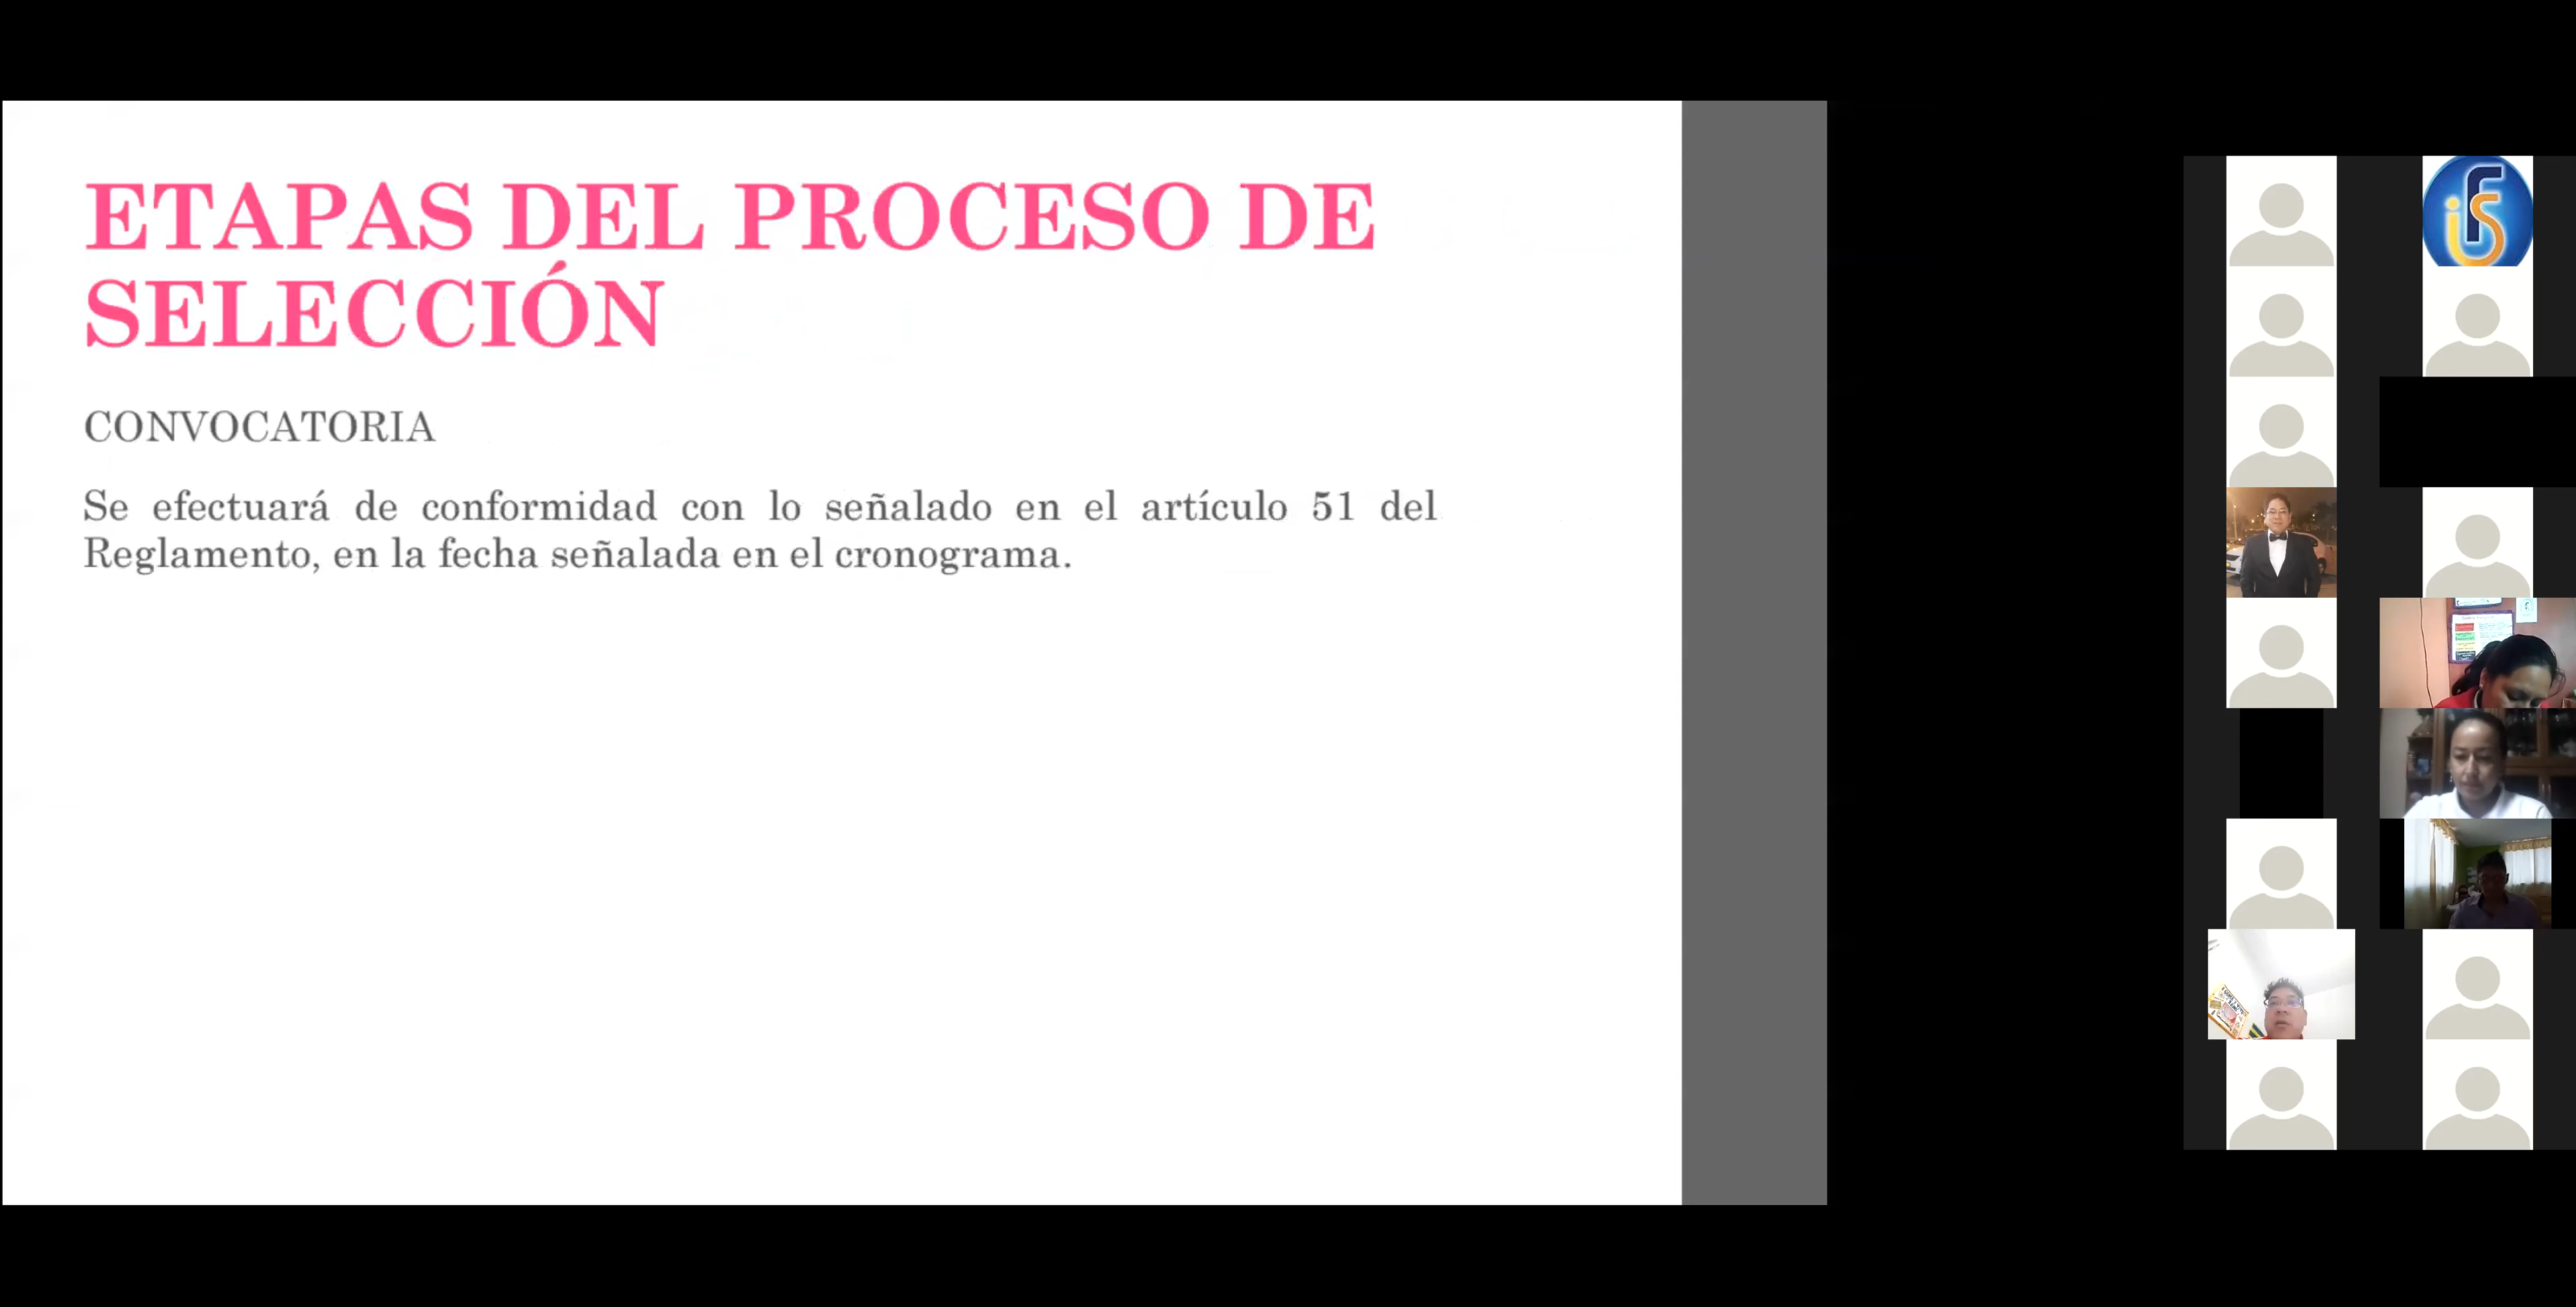 ETAPAS DEL PROCESO DE
SELECCIÓN
CONVOCATORIA
Se efectuará de conformidad con lo señalado en el artículo 51 del
Reglamento, en la fecha señalada en el cronograma.